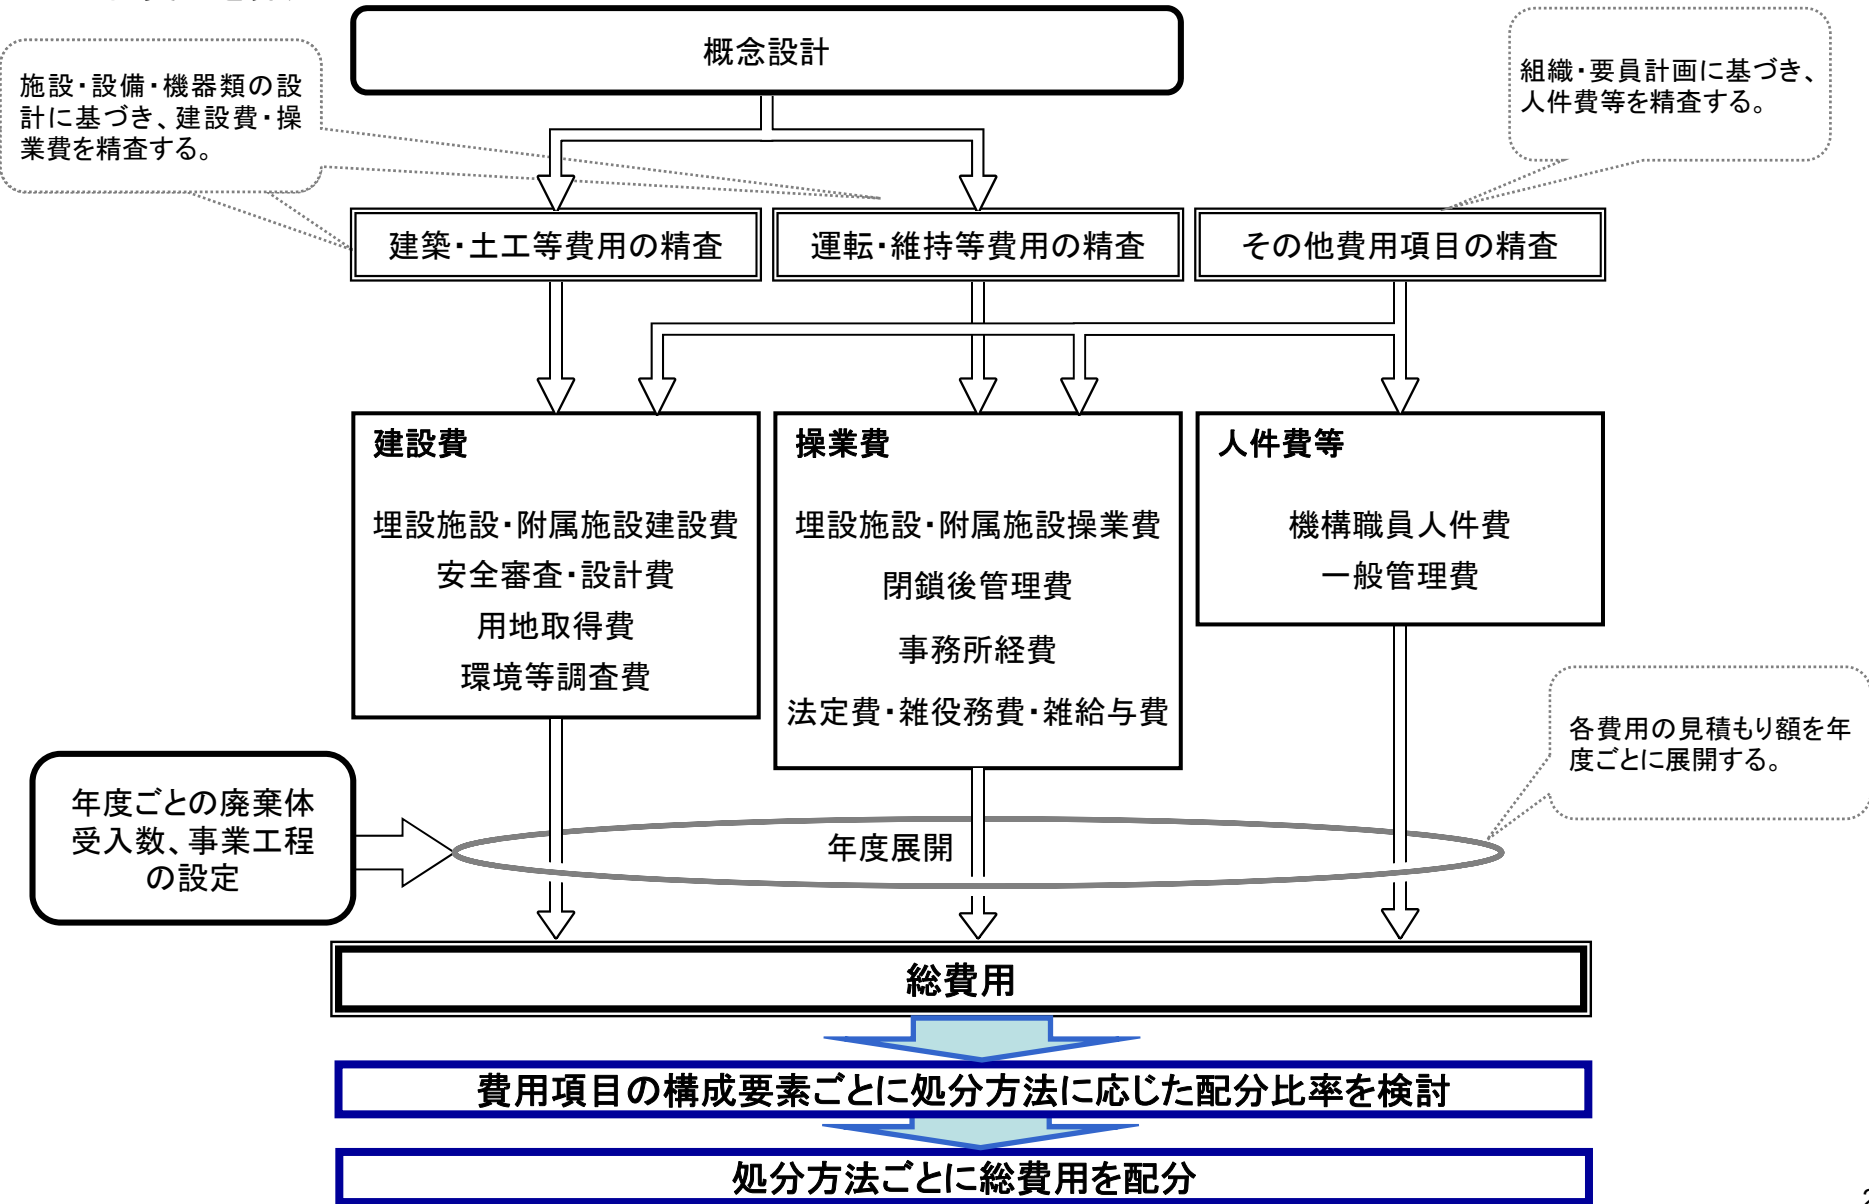 概念設計
施設・設備・機器類の設
計に基づき、建設費・操
業費を精査する。
組織・要員計画に基づき、
人件費等を精査する。
建築・土工等費用の精査
運転・維持等費用の精査
その他費用項目の精査
建設費
埋設施設・附属施設建設費
安全審査・設計費
用地取得費
環境等調査費
操業費
埋設施設・附属施設操業費
閉鎖後管理費
事務所経費
法定費・雑役務費・雑給与費
人件費等
機構職員人件費
一般管理費
各費用の見積もり額を年
度ごとに展開する。
年度ごとの廃棄体
受入数、事業工程
の設定
年度展開
総費用
費用項目の構成要素ごとに処分方法に応じた配分比率を検討
処分方法ごとに総費用を配分